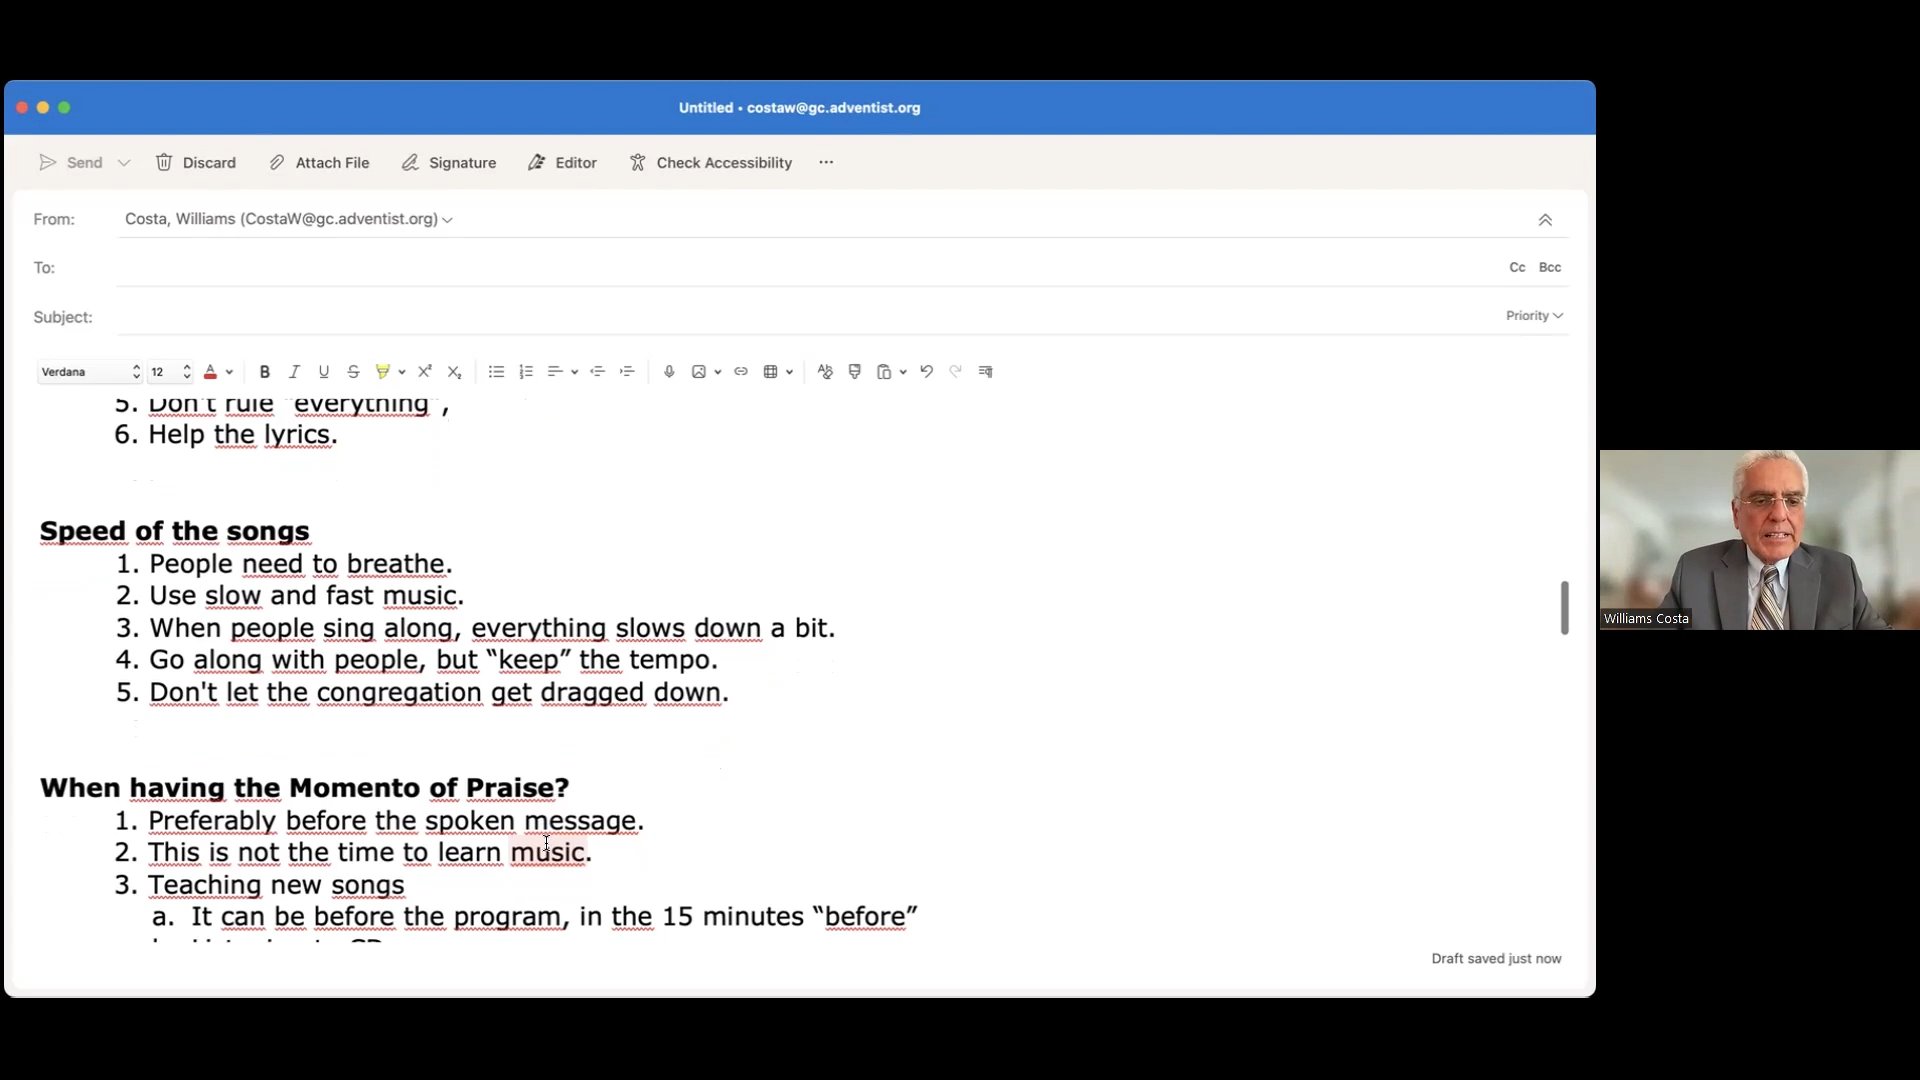 Untitled • costaw@gc.adventist.org
Send Discard Attach File Signature Editor Check Accessibility ...
From: Costa, Williams (CostaW@gc.adventist.org)
To: Cc Bcc
Subject: Priority
Verdana 12
5. Don't rule "everything",
6. Help the lyrics.
Speed of the songs
1. People need to breathe.
2. Use slow and fast music.
3. When people sing along, everything slows down a bit.
4. Go along with people, but “keep” the tempo.
5. Don't let the congregation get dragged down.
Williams Costa
When having the Momento of Praise?
1. Preferably before the spoken message.
2. This is not the time to learn music.
3. Teaching new songs
a. It can be before the program, in the 15 minutes “before”
Draft saved just now